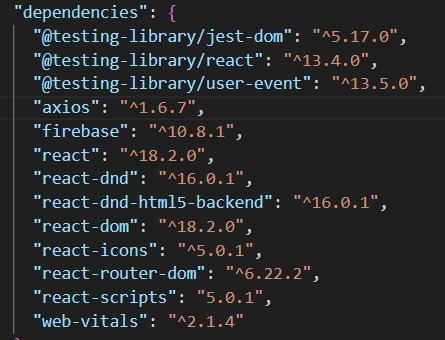 "dependencies": {
"@testing-library/jest-dom": "^5.17.0",
"@testing-library/react": "^13.4.0",
"@testing-library/user-event": "^13.5.0",
"axios": "^1.6.7",
"firebase": "^10.8.1",
"react": "^18.2.0",
"react-dnd": "^16.0.1",
"react-dnd-html5-backend": "^16.0.1",
"react-dom": "^18.2.0",
"react-icons": "^5.0.1",
"react-router-dom": "^6.22.2",
"react-scripts": "5.0.1",
"web-vitals": "^2.1.4"